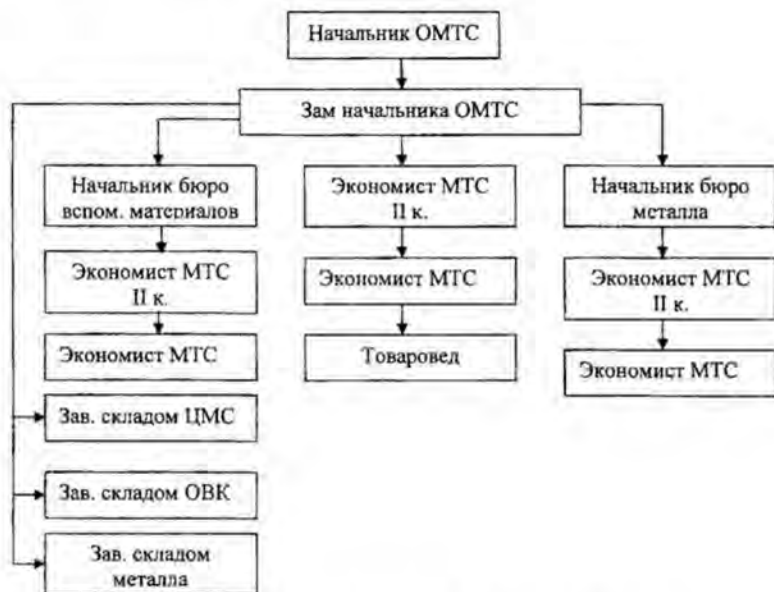 Начальник ОМТС
Зам начальника ОМТС
Начальник бюро
вспом. материалов
Экономист МТС
II к.
Начальник бюро
металла
Экономист МТС
II к.
Экономист МТС
Экономист МТС
II к.
Экономист МТС
Товаровед
Экономист МТС
Зав. складом ЦМС
Зав. складом ОВК
Зав. складом
металла